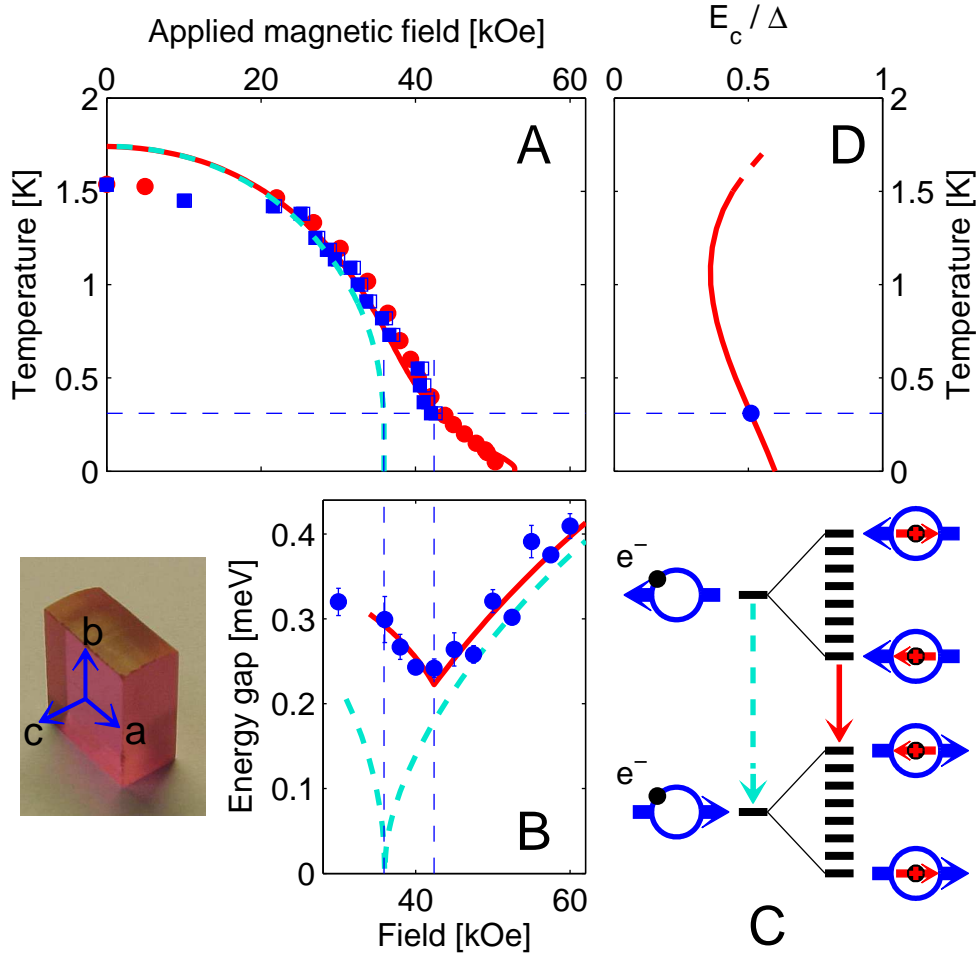 Applied magnetic field [kOe]
0 20 40 60
2
1.5
1
0.5
0
Temperature [K]
A
E_c / Δ
0 0.5 1
2
1.5
1
0.5
0
Temperature [K]
D
b
c
a
0.4
0.3
0.2
0.1
0
Energy gap [meV]
40 60
Field [kOe]
B
e⁻
e⁻
C